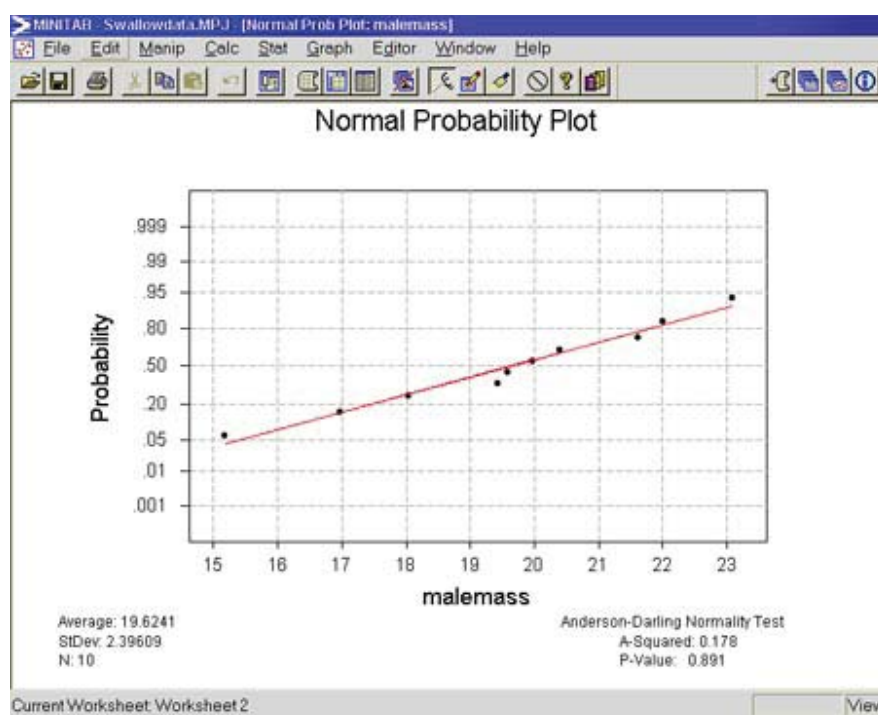 MINITAB - Swallowdata.MPJ - [Normal Prob Plot: malemass]
File Edit Manip Calc Stat Graph Editor Window Help
Normal Probability Plot
.999
.99
.95
.80
.50
.20
.05
.01
.001
Probability
15 16 17 18 19 20 21 22 23
malemass
Average: 19.6241
StDev: 2.39609
N: 10
Anderson-Darling Normality Test
A-Squared: 0.178
P-Value: 0.891
Current Worksheet: Worksheet 2
View